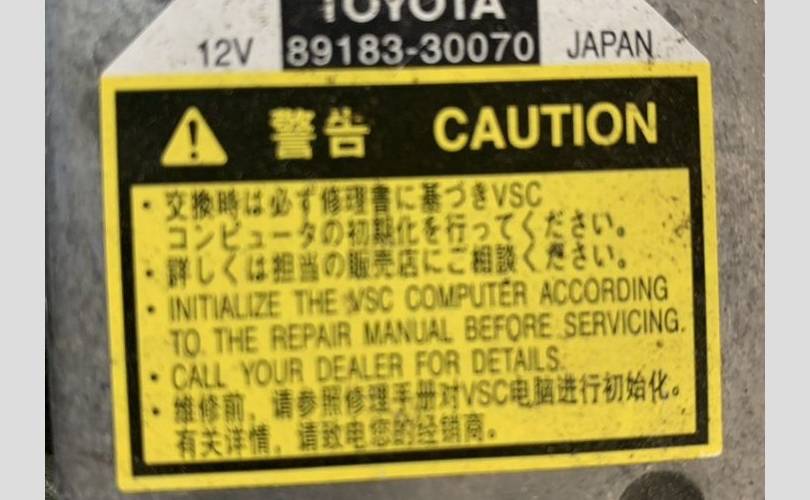 TOYOTA
12V 89183-30070 JAPAN
警告 CAUTION
・交換時は必ず修理書に基づきVSC
コンピュータの初期化を行ってください。
・詳しくは担当の販売店にご相談ください。
・INITIALIZE THE VSC COMPUTER ACCORDING
TO THE REPAIR MANUAL BEFORE SERVICING.
・CALL YOUR DEALER FOR DETAILS.
・维修前，请参照修理手册对VSC电脑进行初始化。
有关详情，请致电您的经销商。